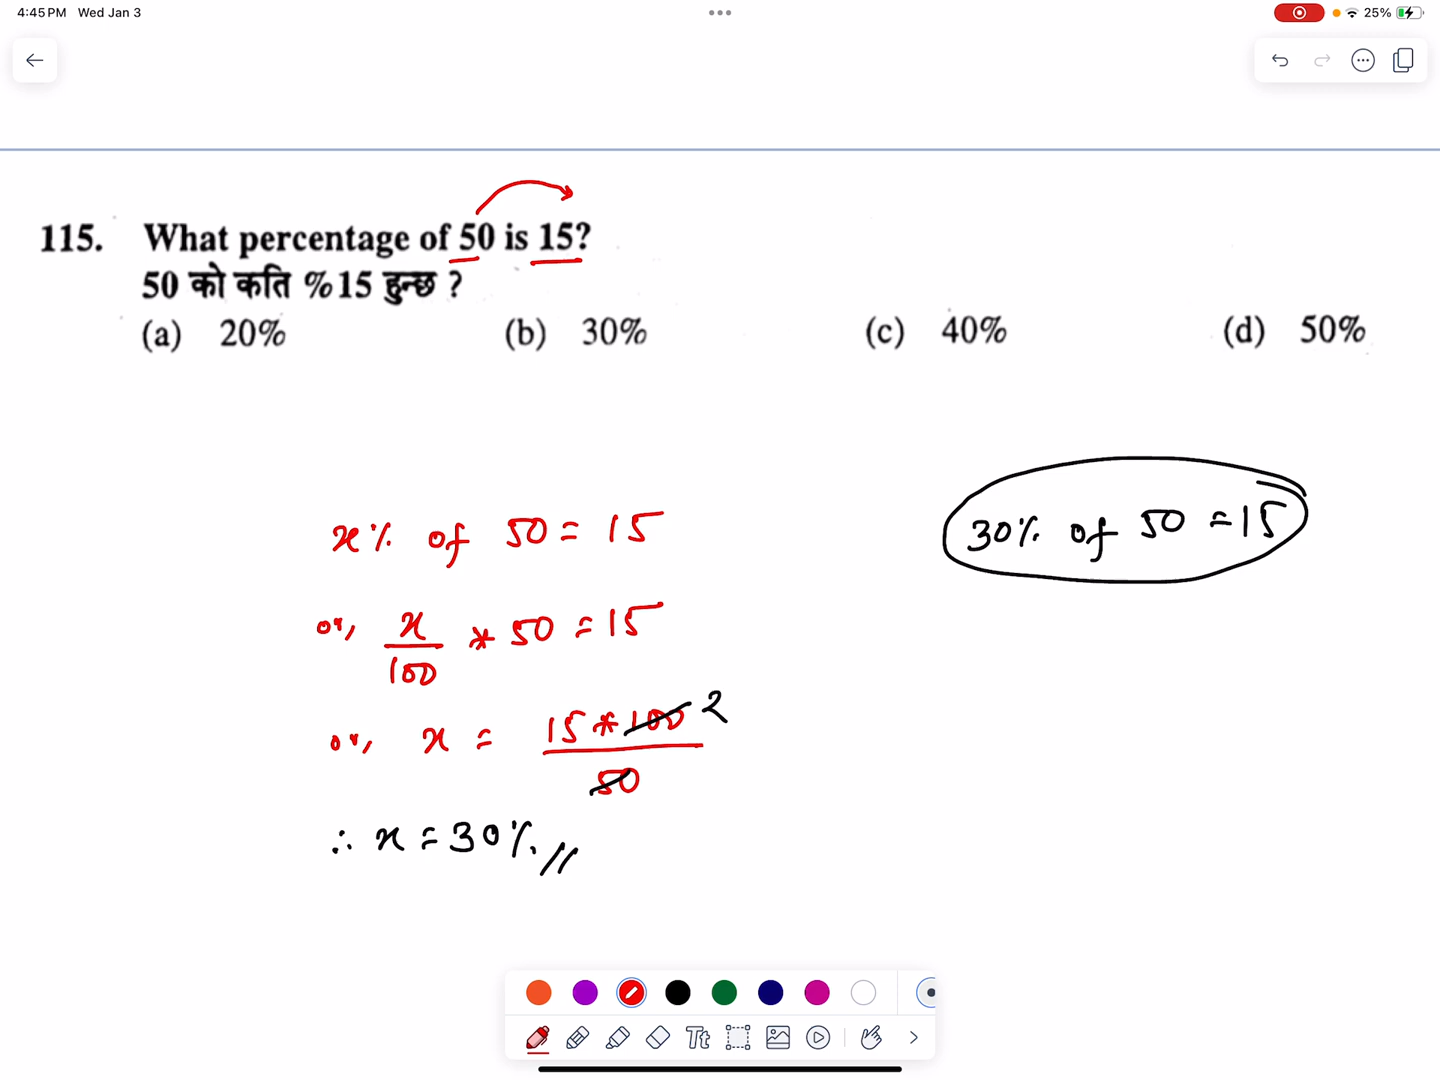 4:45 PM Wed Jan 3
25%
115. What percentage of 50 is 15?
50 को कति %15 हुन्छ ?
(a) 20% (b) 30% (c) 40% (d) 50%
x% of 50 = 15
30% of 50 = 15
or, x/100 * 50 = 15
or, x = 15 * 100 2
50
∴ x = 30% //
Tt